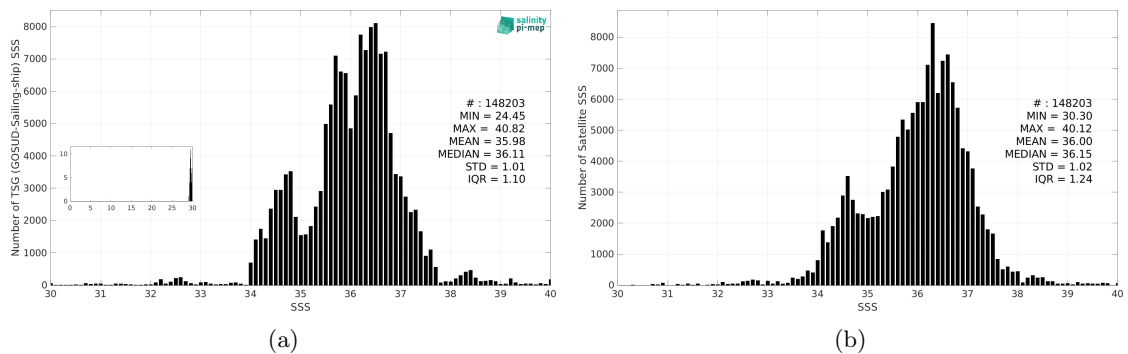 salinity
pi-mep
Number of TSG (GOSUD-Sailing-ship) SSS
8000
7000
6000
5000
4000
3000
2000
1000
0
# : 148203
MIN = 24.45
MAX = 40.82
MEAN = 35.98
MEDIAN = 36.11
STD = 1.01
IQR = 1.10
10
5
0
0 5 10 15 20 25 30
30 31 32 33 34 35 36 37 38 39 40
SSS
(a)
Number of Satellite SSS
8000
7000
6000
5000
4000
3000
2000
1000
0
# : 148203
MIN = 30.30
MAX = 40.12
MEAN = 36.00
MEDIAN = 36.15
STD = 1.02
IQR = 1.24
30 31 32 33 34 35 36 37 38 39 40
SSS
(b)